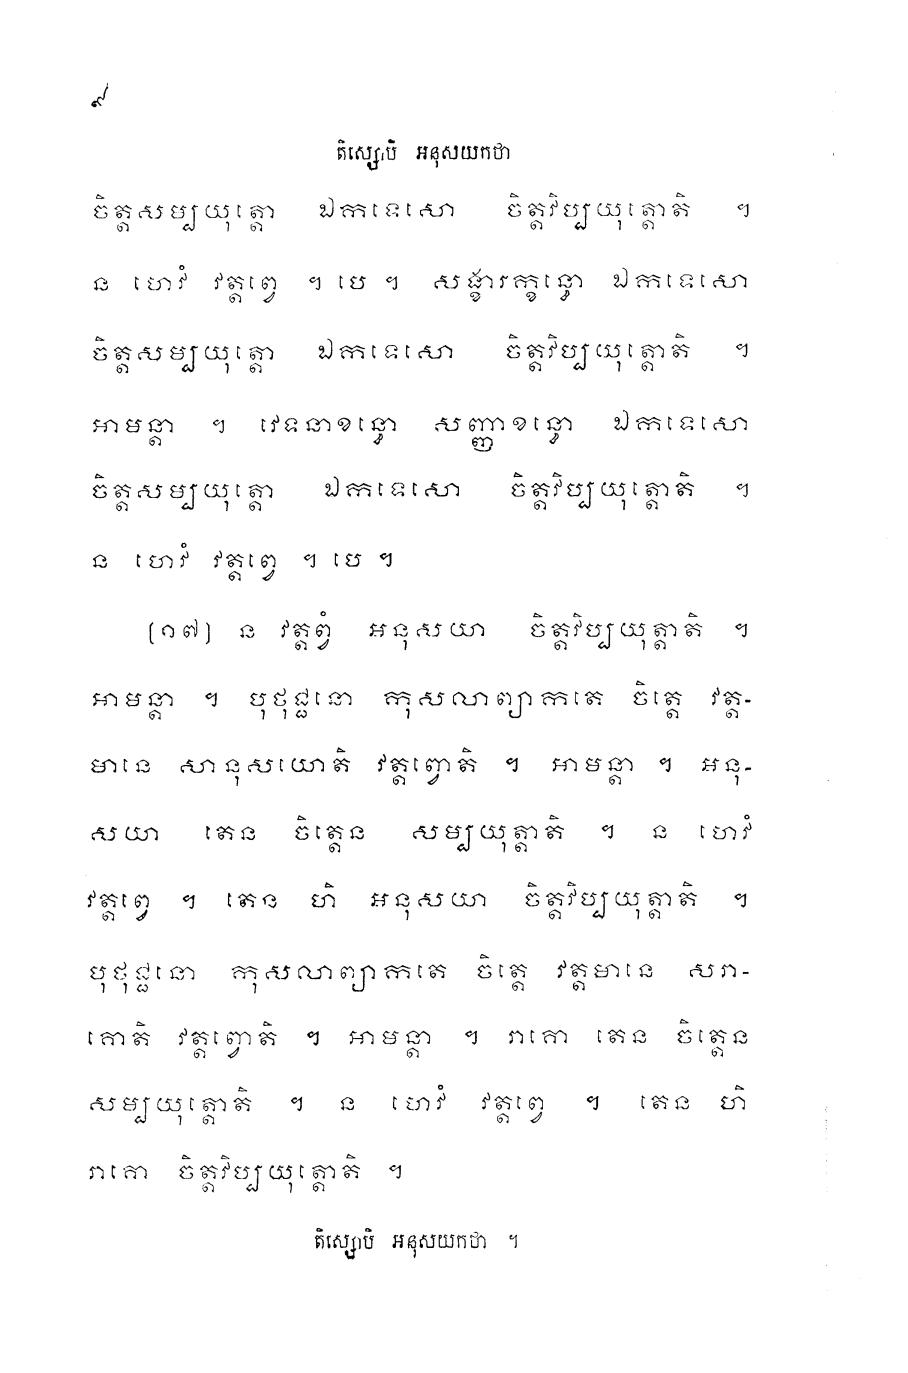 ៩
តិស្សោបិ អនុសយកថា
ចិត្តសម្បយុត្តោ ឯកទេសោ ចិត្តវិប្បយុត្តោតិ ។
ន ហេវំ វត្តព្វេ ។ បេ ។ សង្ខារក្ខន្ធោ ឯកទេសោ
ចិត្តសម្បយុត្តោ ឯកទេសោ ចិត្តវិប្បយុត្តោតិ ។
អាមន្តា ។ វេទនាខន្ធោ សញ្ញាខន្ធោ ឯកទេសោ
ចិត្តសម្បយុត្តោ ឯកទេសោ ចិត្តវិប្បយុត្តោតិ ។
ន ហេវំ វត្តព្វេ ។ បេ ។
(១៧) ន វត្តព្វំ អនុសយា ចិត្តវិប្បយុត្តាតិ ។
អាមន្តា ។ បុថុជ្ជនោ កុសលាព្យាកតេ ចិត្តេ វត្ត-
មានេ សានុសយោតិ វត្តព្វោតិ ។ អាមន្តា ។ អនុ-
សយា តេន ចិត្តេន សម្បយុត្តាតិ ។ ន ហេវំ
វត្តព្វេ ។ តេន ហិ អនុសយា ចិត្តវិប្បយុត្តាតិ ។
បុថុជ្ជនោ កុសលាព្យាកតេ ចិត្តេ វត្តមានេ សរា-
គោតិ វត្តព្វោតិ ។ អាមន្តា ។ រាគោ តេន ចិត្តេន
សម្បយុត្តោតិ ។ ន ហេវំ វត្តព្វេ ។ តេន ហិ
រាគោ ចិត្តវិប្បយុត្តោតិ ។
តិស្សោបិ អនុសយកថា ។